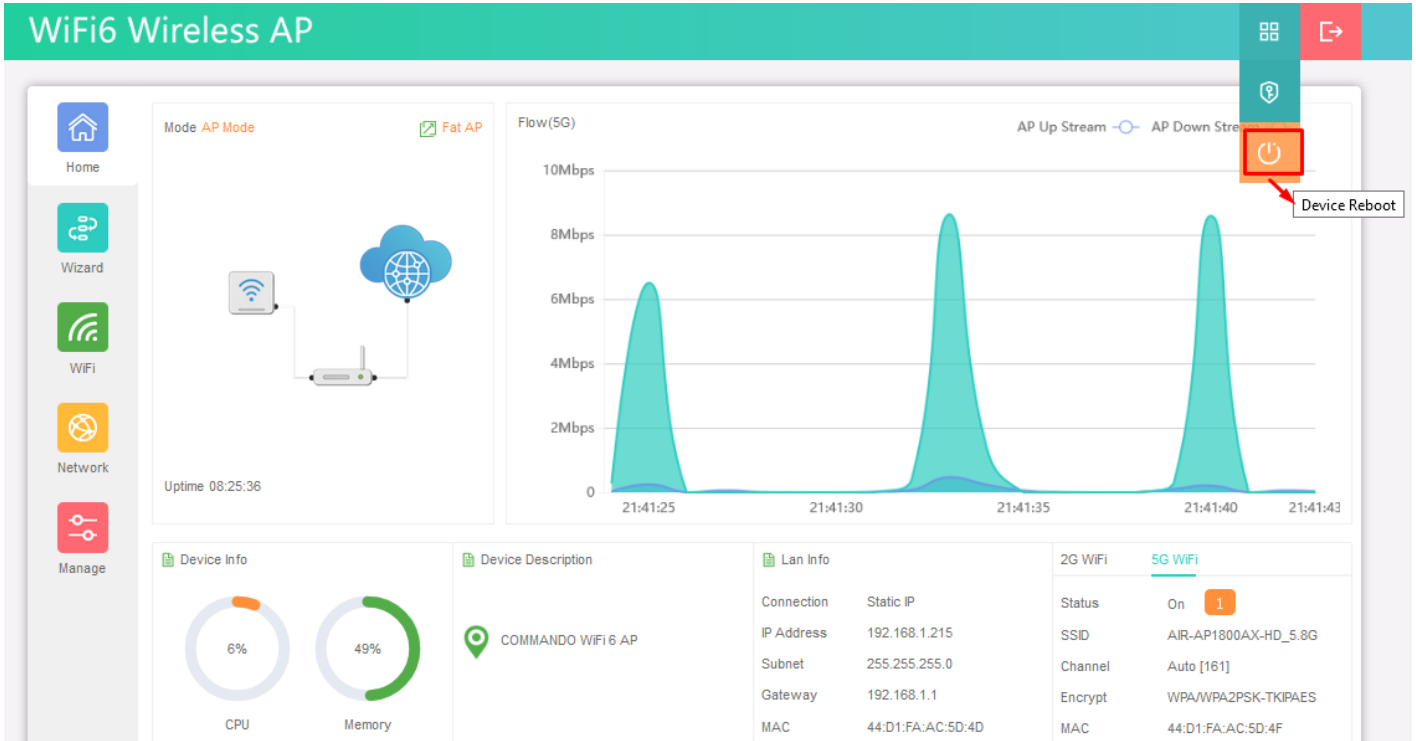 WiFi6 Wireless AP
Home
Wizard
WiFi
Network
Manage
Mode AP Mode
Fat AP
Uptime 08:25:36
Flow(5G)
AP Up Stream
AP Down Stre
Device Reboot
10Mbps
8Mbps
6Mbps
4Mbps
2Mbps
0
21:41:25 21:41:30 21:41:35 21:41:40 21:41:43
Device Info
6%
49%
CPU
Memory
Device Description
COMMANDO WiFi 6 AP
Lan Info
Connection Static IP
IP Address 192.168.1.215
Subnet 255.255.255.0
Gateway 192.168.1.1
MAC 44:D1:FA:AC:5D:4D
2G WiFi 5G WiFi
Status On 1
SSID AIR-AP1800AX-HD_5.8G
Channel Auto [161]
Encrypt WPA/WPA2PSK-TKIPAES
MAC 44:D1:FA:AC:5D:4F